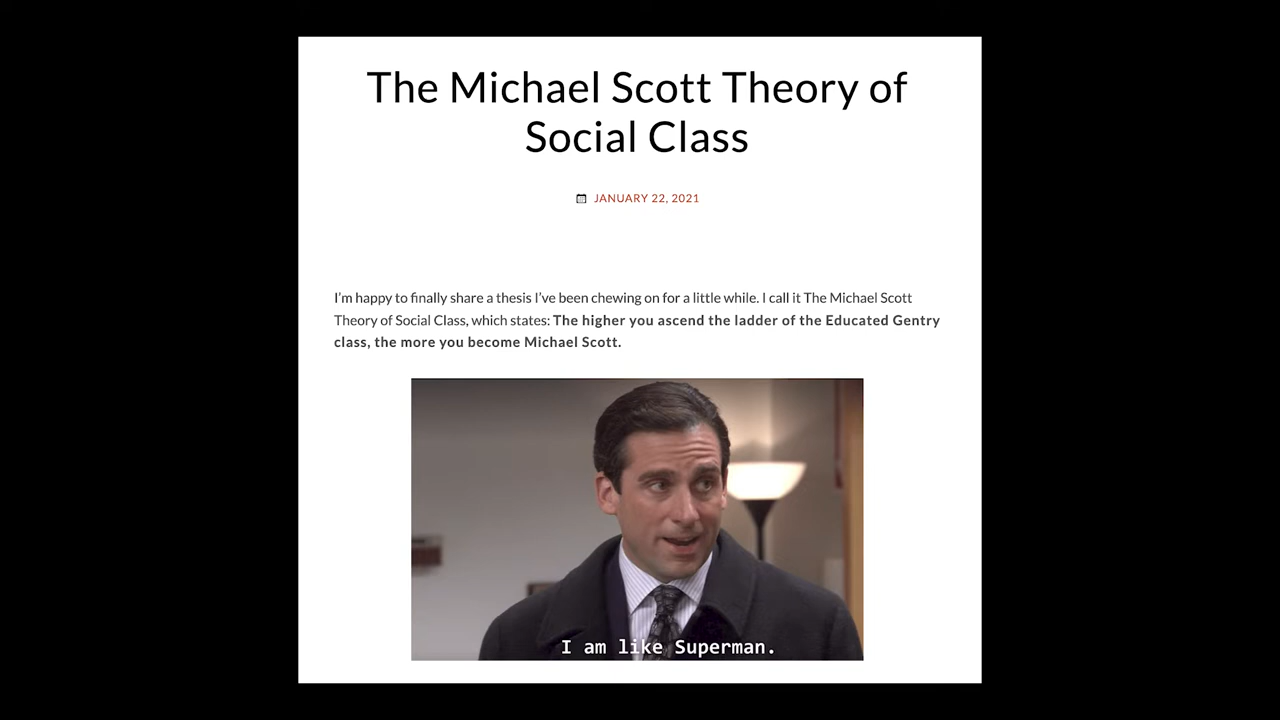 The Michael Scott Theory of
Social Class
JANUARY 22, 2021
I'm happy to finally share a thesis I've been chewing on for a little while. I call it The Michael Scott
Theory of Social Class, which states: The higher you ascend the ladder of the Educated Gentry
class, the more you become Michael Scott.
I am like Superman.